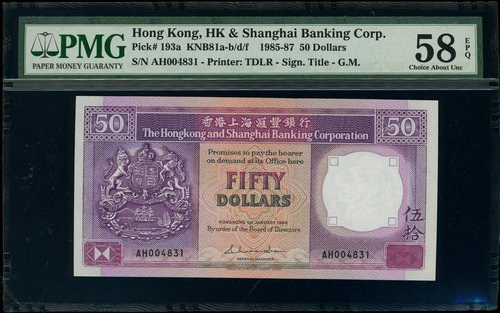 PMG
PAPER MONEY GUARANTY
Hong Kong, HK & Shanghai Banking Corp.
Pick# 193a KNB81a-b/d/f 1985-87 50 Dollars
S/N AH004831 - Printer: TDLR - Sign. Title - G.M.
58 EPQ
Choice About Unc
50
香港上海滙豐銀行
50
The Hongkong and Shanghai Banking Corporation
Promises to pay the bearer
on demand at its Office here
FIFTY
DOLLARS
HONGKONG 1ST JANUARY 1986
By order of the Board of Directors
GENERAL MANAGER
伍拾
AH004831
AH004831